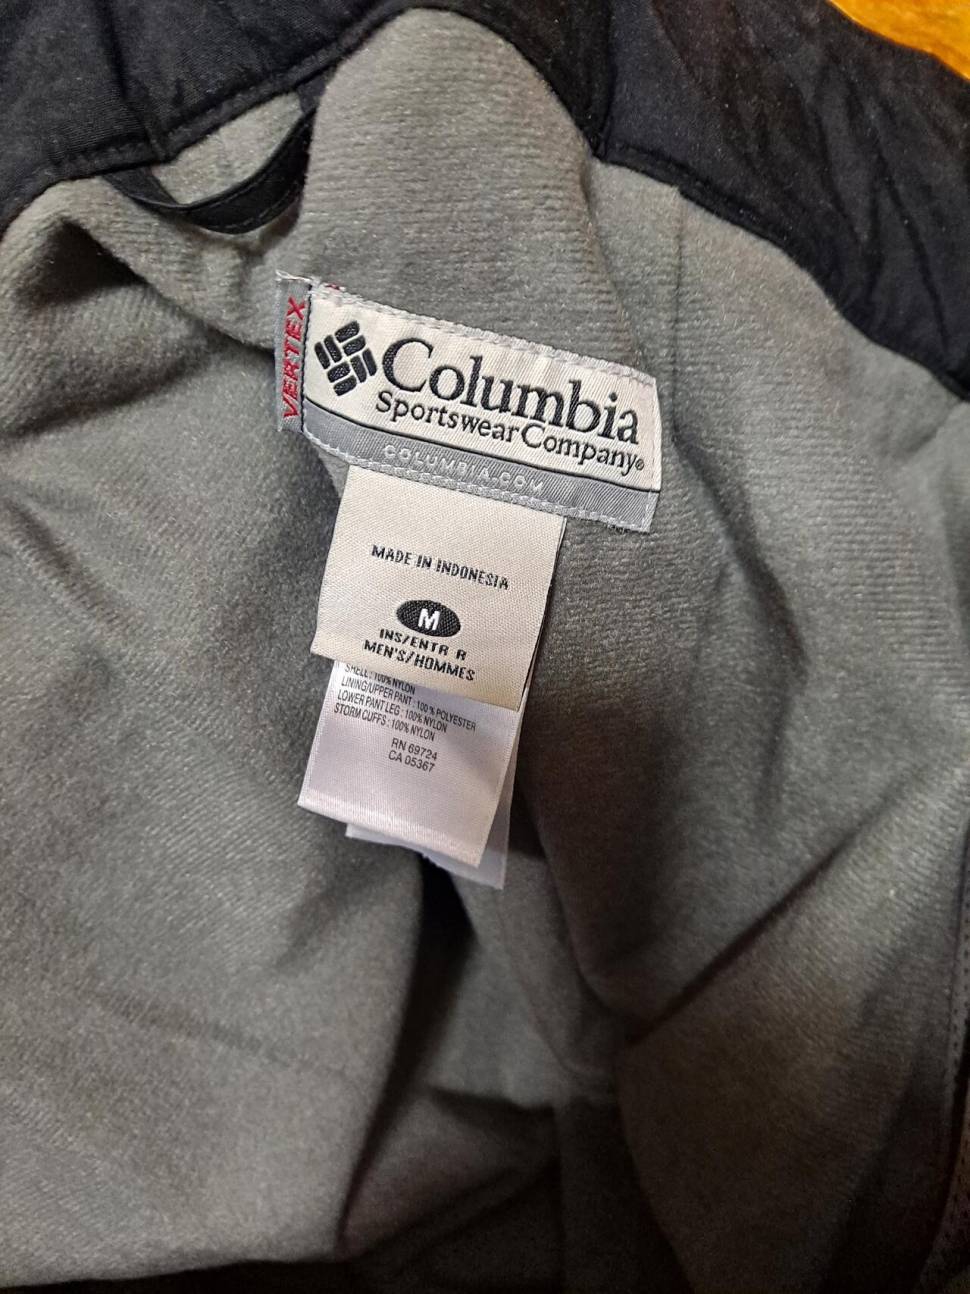 VERTEX
Columbia
Sportswear Company®
COLUMBIA.COM
MADE IN INDONESIA
M
INS/ENTR R
MEN'S/HOMMES
SHELL: 100% NYLON
LINING/UPPER PANT: 100% POLYESTER
LOWER PANT LEG: 100% NYLON
STORM CUFFS: 100% NYLON
RN 69724
CA 05367